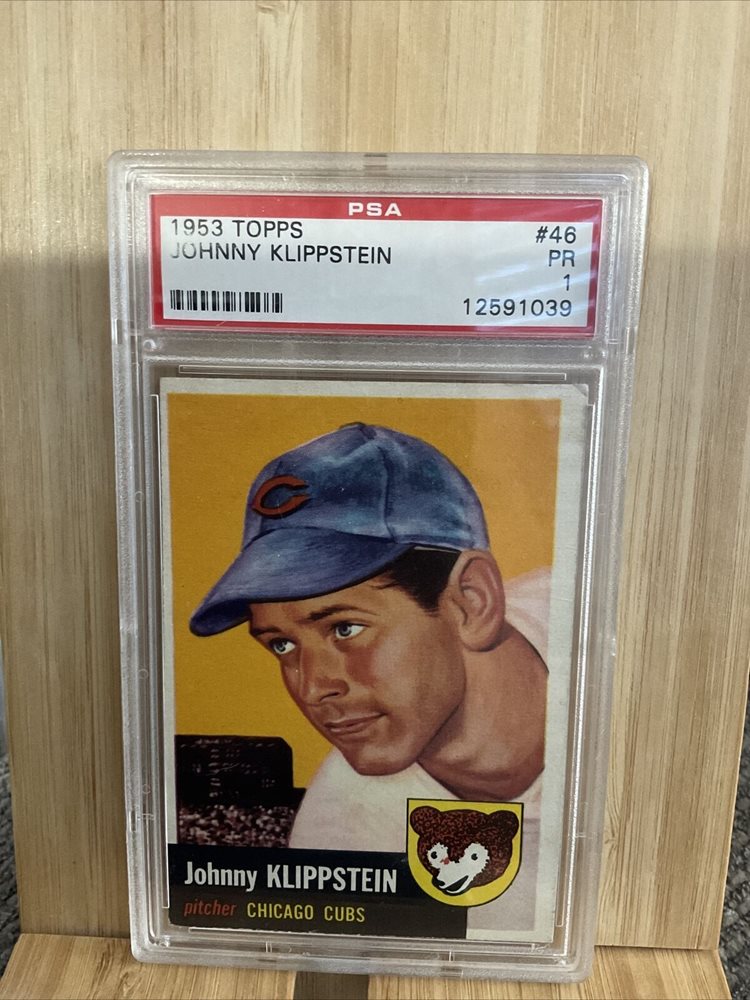 PSA
1953 TOPPS #46
JOHNNY KLIPPSTEIN PR
1
12591039
C
Johnny KLIPPSTEIN
pitcher CHICAGO CUBS